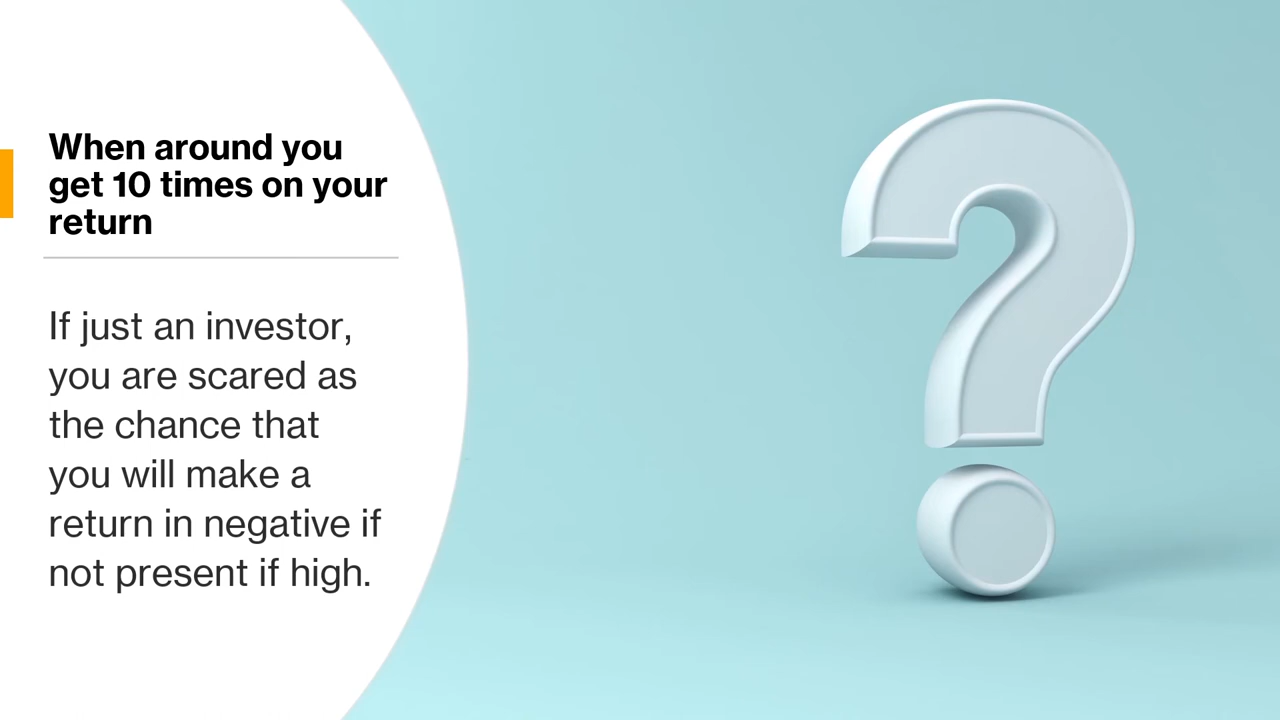 When around you
get 10 times on your
return
If just an investor,
you are scared as
the chance that
you will make a
return in negative if
not present if high.